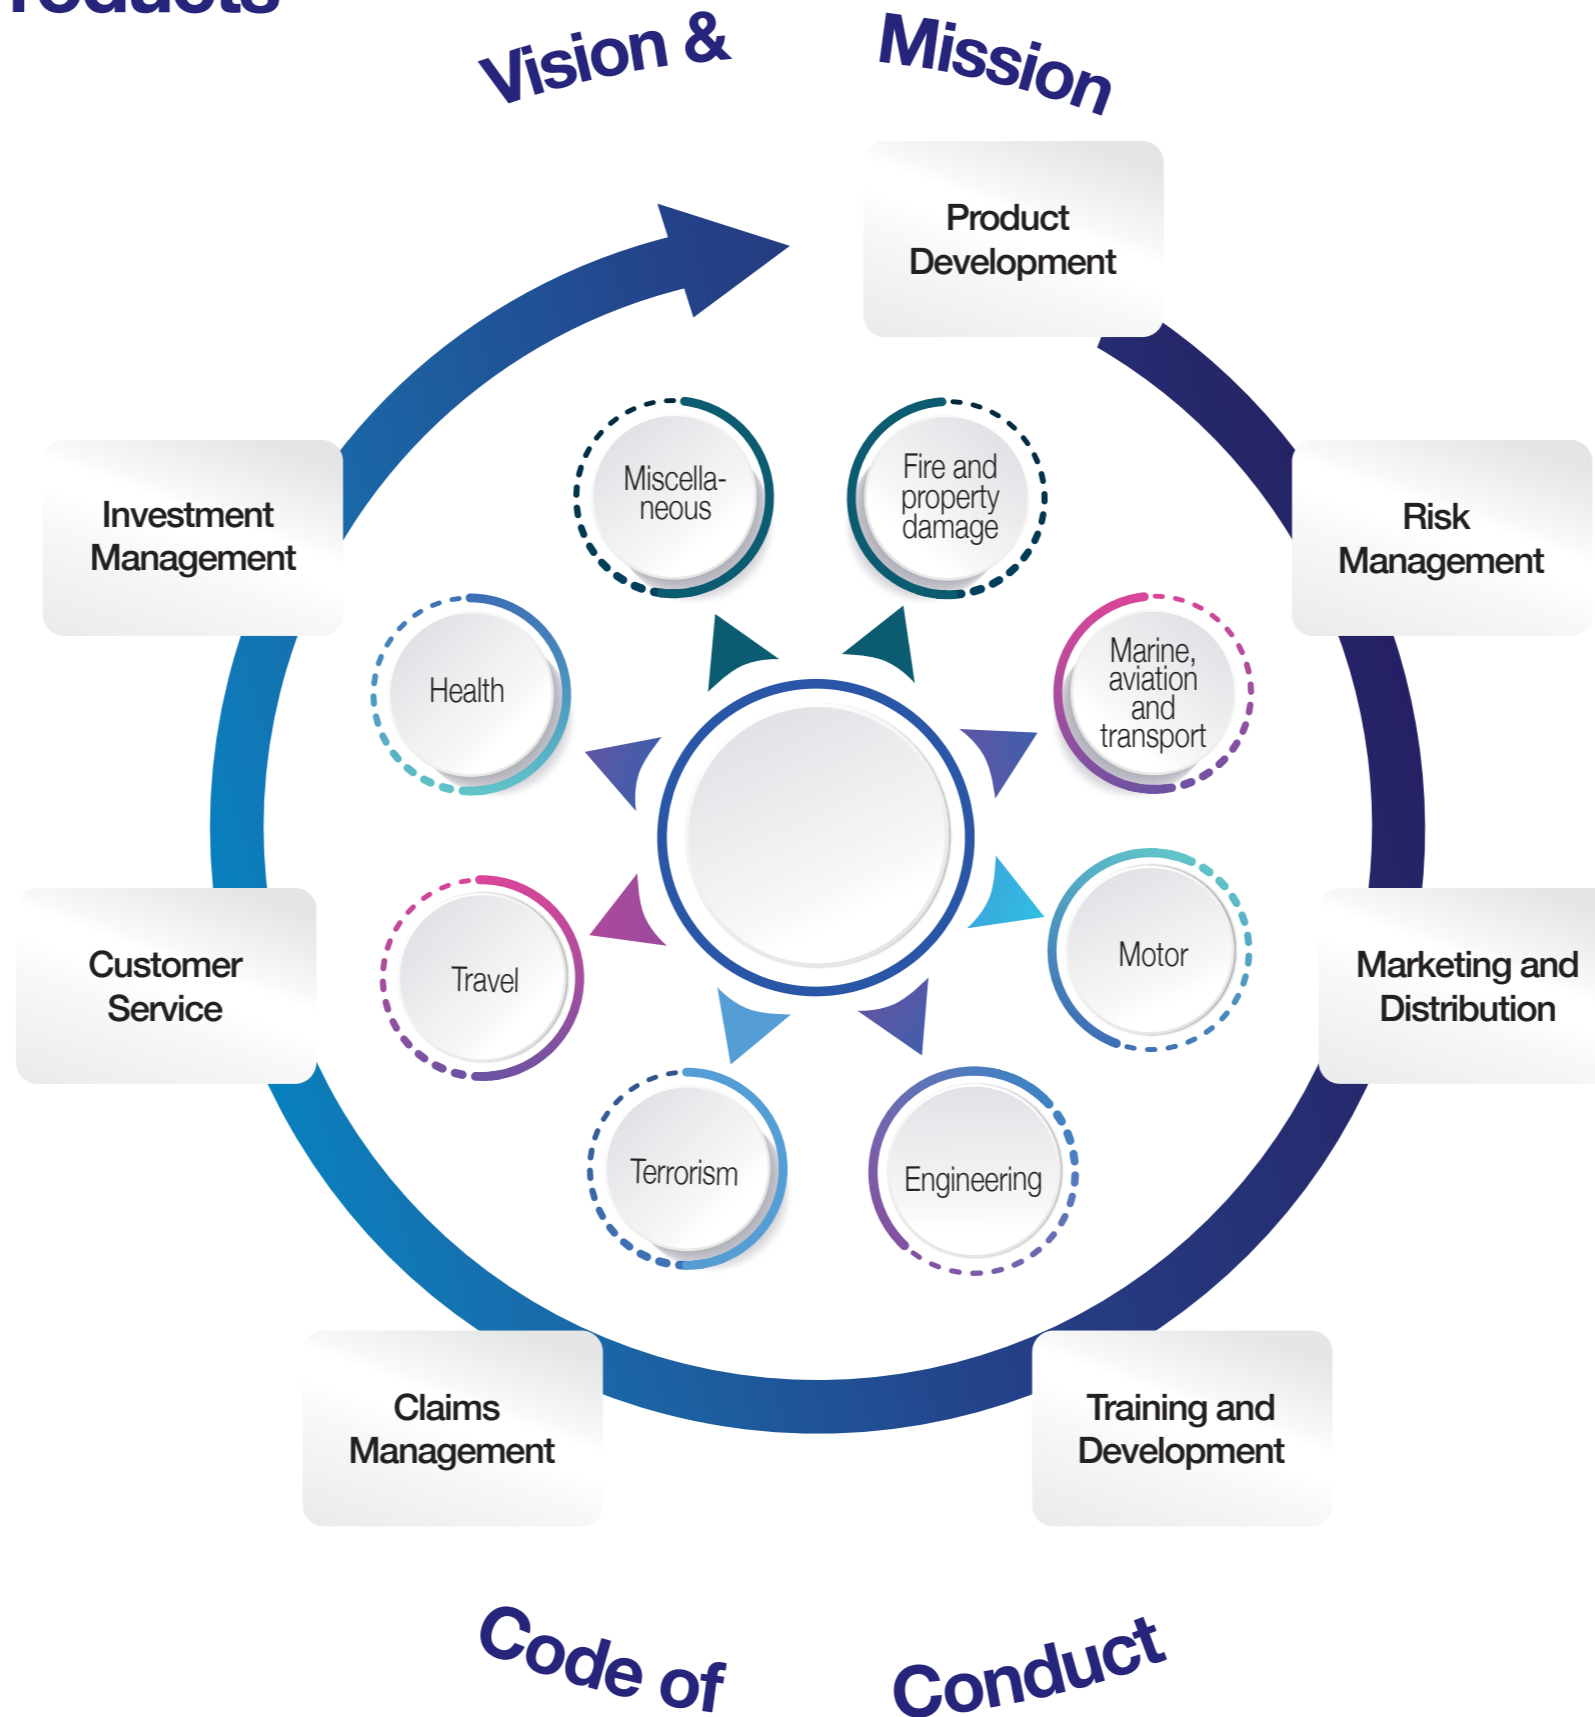 Vision & Mission
Product
Development
Risk
Management
Marketing and
Distribution
Training and
Development
Claims
Management
Customer
Service
Investment
Management
Miscella-
neous
Fire and
property
damage
Marine,
aviation
and
transport
Motor
Engineering
Terrorism
Travel
Health
Code of Conduct